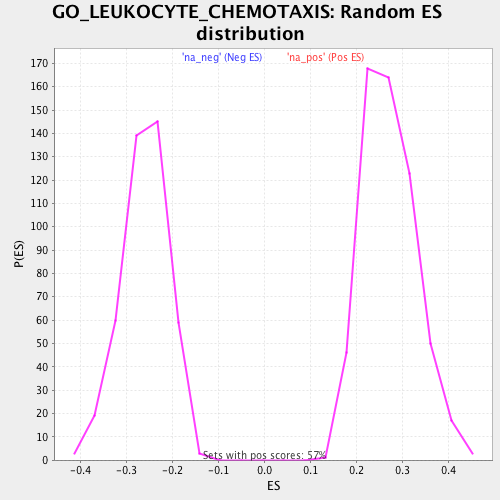 GO_LEUKOCYTE_CHEMOTAXIS: Random ES
distribution
'na_neg' (Neg ES) 'na_pos' (Pos ES)
P(ES)
170
160
150
140
130
120
110
100
90
80
70
60
50
40
30
20
10
0
Sets with pos scores: 57%
-0.4 -0.3 -0.2 -0.1 0.0 0.1 0.2 0.3 0.4
ES